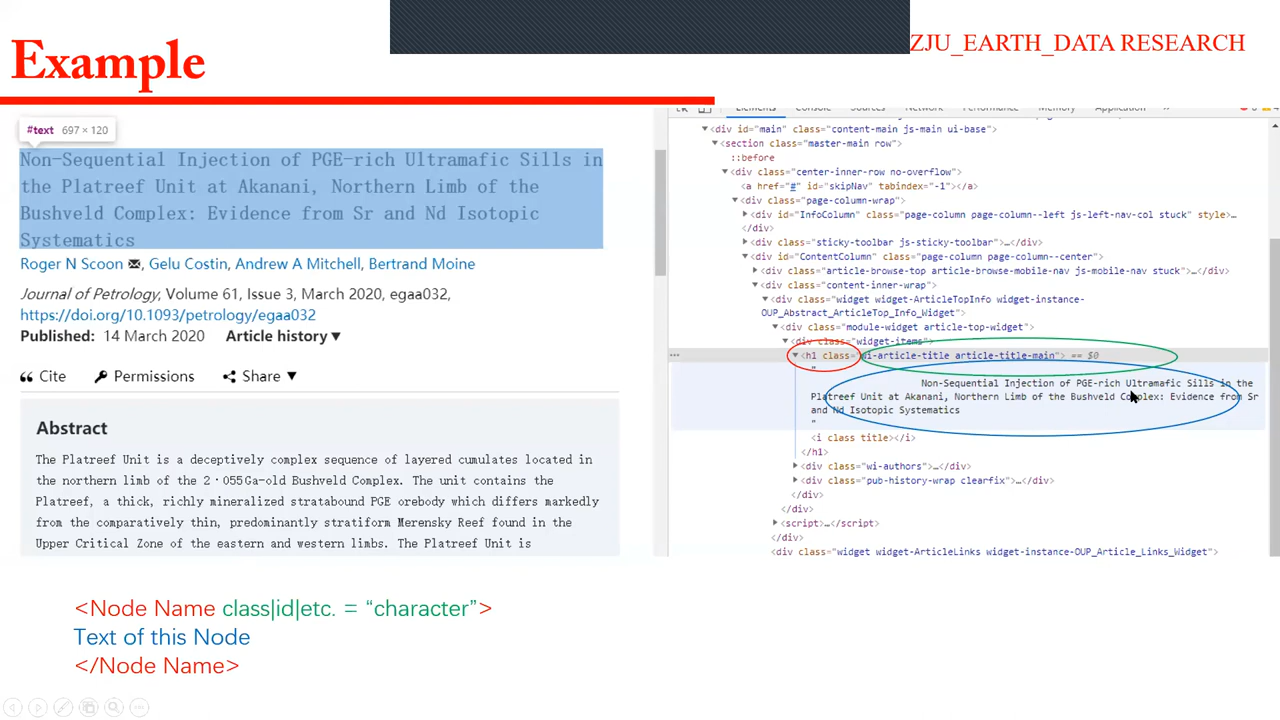 ZJU_EARTH_DATA RESEARCH
Example
#text 697 × 120
Non-Sequential Injection of PGE-rich Ultramafic Sills in
the Platreef Unit at Akanani, Northern Limb of the
Bushveld Complex: Evidence from Sr and Nd Isotopic
Systematics
Roger N Scoon , Gelu Costin, Andrew A Mitchell, Bertrand Moine
Journal of Petrology, Volume 61, Issue 3, March 2020, egaa032,
https://doi.org/10.1093/petrology/egaa032
Published: 14 March 2020 Article history ▼
Cite Permissions Share ▼
Abstract
The Platreef Unit is a deceptively complex sequence of layered cumulates located in
the northern limb of the 2·055Ga-old Bushveld Complex. The unit contains the
Platreef, a thick, richly mineralized stratabound PGE orebody which differs markedly
from the comparatively thin, predominantly stratiform Merensky Reef found in the
Upper Critical Zone of the eastern and western limbs. The Platreef Unit is
Elements Console Sources Network Performance Memory Application »
▼<div id="main" class="content-main js-main ui-base">
▼<section class="master-main row">
::before
▼<div class="center-inner-row no-overflow">
<a href="#" id="skipNav" tabindex="-1"></a>
▼<div class="page-column-wrap">
▶<div id="InfoColumn" class="page-column page-column--left js-left-nav-col stuck" style>…
</div>
▶<div class="sticky-toolbar js-sticky-toolbar">…</div>
▼<div id="ContentColumn" class="page-column page-column--center">
▶<div class="article-browse-top article-browse-mobile-nav js-mobile-nav stuck">…</div>
▼<div class="content-inner-wrap">
▼<div class="widget widget-ArticleTopInfo widget-instance-
OUP_Abstract_ArticleTop_Info_Widget">
▼<div class="module-widget article-top-widget">
▼<div class="widget-items">
… ▼<h1 class="wi-article-title article-title-main"> == $0
"
Non-Sequential Injection of PGE-rich Ultramafic Sills in the
Platreef Unit at Akanani, Northern Limb of the Bushveld Complex: Evidence from Sr
and Nd Isotopic Systematics
"
<i class title></i>
</h1>
▶<div class="wi-authors">…</div>
▶<div class="pub-history-wrap clearfix">…</div>
</div>
</div>
▶<script>…</script>
</div>
<div class="widget widget-ArticleLinks widget-instance-OUP_Article_Links_Widget">
<Node Name class|id|etc. = “character”>
Text of this Node
</Node Name>